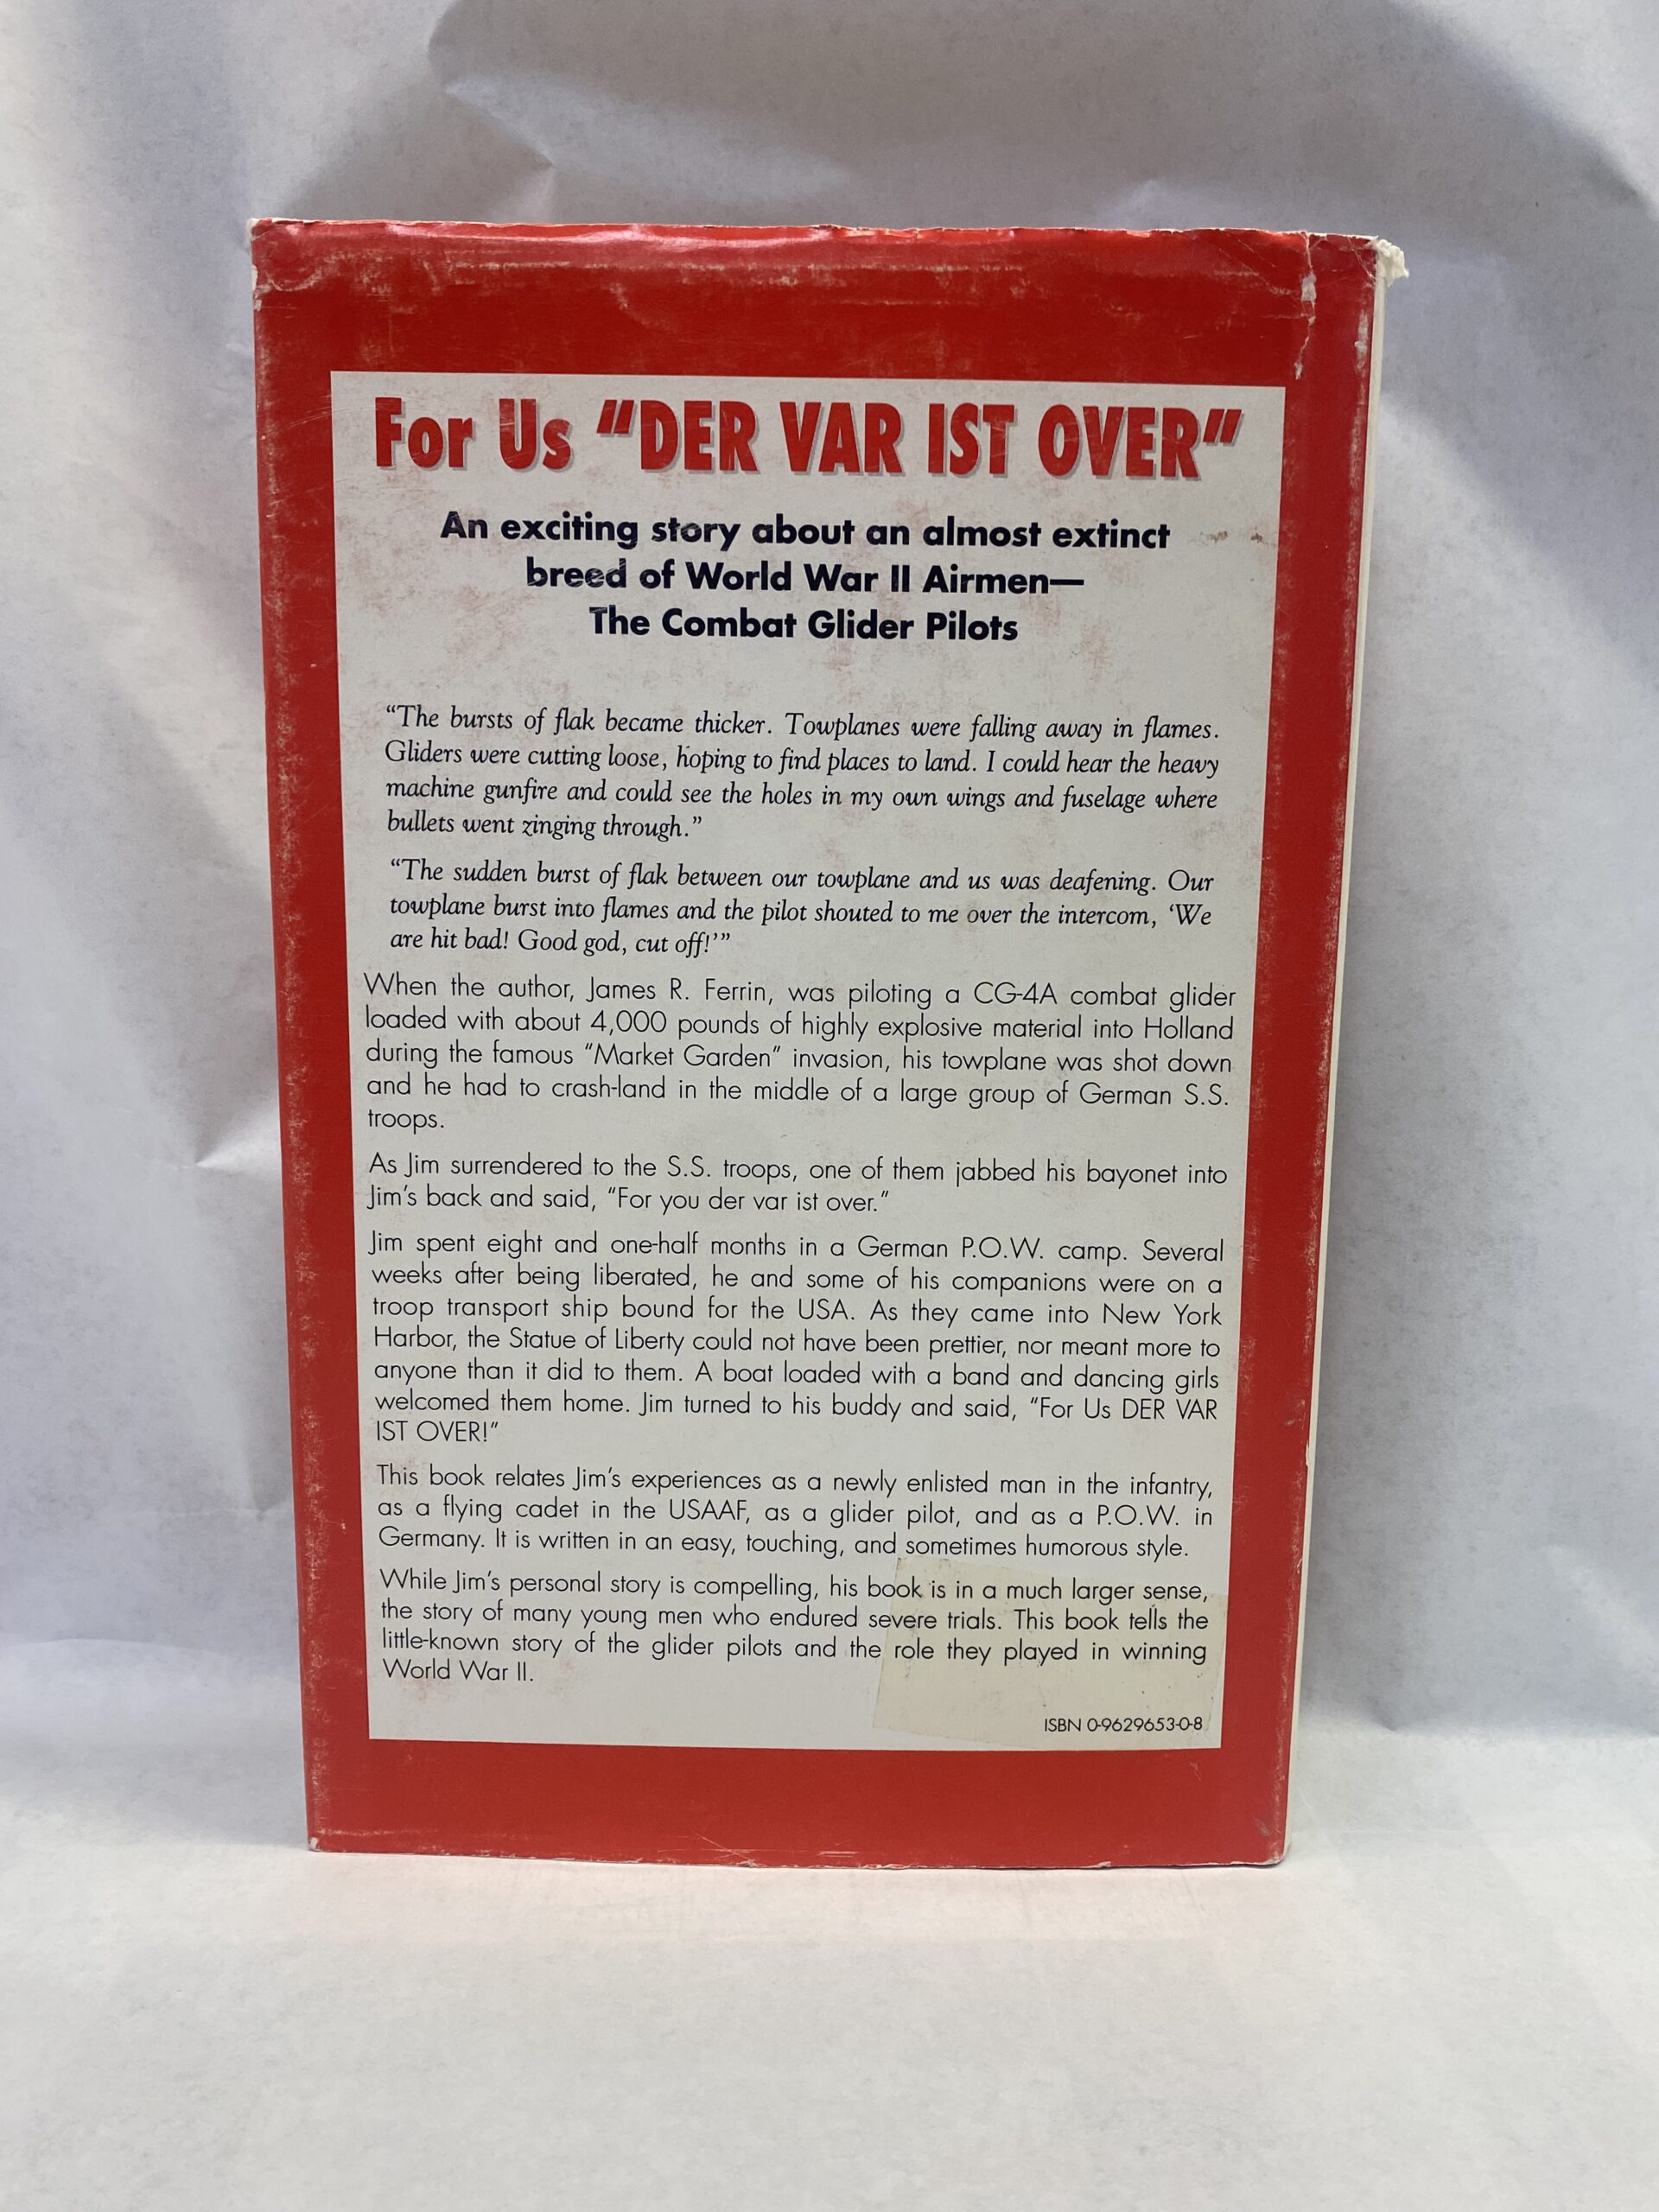 For Us "DER VAR IST OVER"
An exciting story about an almost extinct
breed of World War II Airmen—
The Combat Glider Pilots
“The bursts of flak became thicker. Towplanes were falling away in flames.
Gliders were cutting loose, hoping to find places to land. I could hear the heavy
machine gunfire and could see the holes in my own wings and fuselage where
bullets went zinging through.”
“The sudden burst of flak between our towplane and us was deafening. Our
towplane burst into flames and the pilot shouted to me over the intercom, ‘We
are hit bad! Good god, cut off!’”
When the author, James R. Ferrin, was piloting a CG-4A combat glider
loaded with about 4,000 pounds of highly explosive material into Holland
during the famous “Market Garden” invasion, his towplane was shot down
and he had to crash-land in the middle of a large group of German S.S.
troops.
As Jim surrendered to the S.S. troops, one of them jabbed his bayonet into
Jim’s back and said, “For you der var ist over.”
Jim spent eight and one-half months in a German P.O.W. camp. Several
weeks after being liberated, he and some of his companions were on a
troop transport ship bound for the USA. As they came into New York
Harbor, the Statue of Liberty could not have been prettier, nor meant more to
anyone than it did to them. A boat loaded with a band and dancing girls
welcomed them home. Jim turned to his buddy and said, “For Us DER VAR
IST OVER!”
This book relates Jim’s experiences as a newly enlisted man in the infantry,
as a flying cadet in the USAAF, as a glider pilot, and as a P.O.W. in
Germany. It is written in an easy, touching, and sometimes humorous style.
While Jim’s personal story is compelling, his book is in a much larger sense,
the story of many young men who endured severe trials. This book tells the
little-known story of the glider pilots and the role they played in winning
World War II.
ISBN 0-9629653-0-8